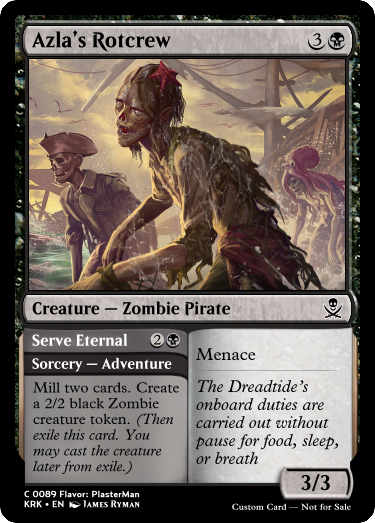 Azla's Rotcrew 3
Creature — Zombie Pirate
Serve Eternal 2
Sorcery — Adventure
Mill two cards. Create
a 2/2 black Zombie
creature token. (Then
exile this card. You
may cast the creature
later from exile.)
Menace
The Dreadtide's
onboard duties are
carried out without
pause for food, sleep,
or breath
3/3
C 0089 Flavor: PlasterMan
KRK • EN James Ryman
Custom Card — Not for Sale